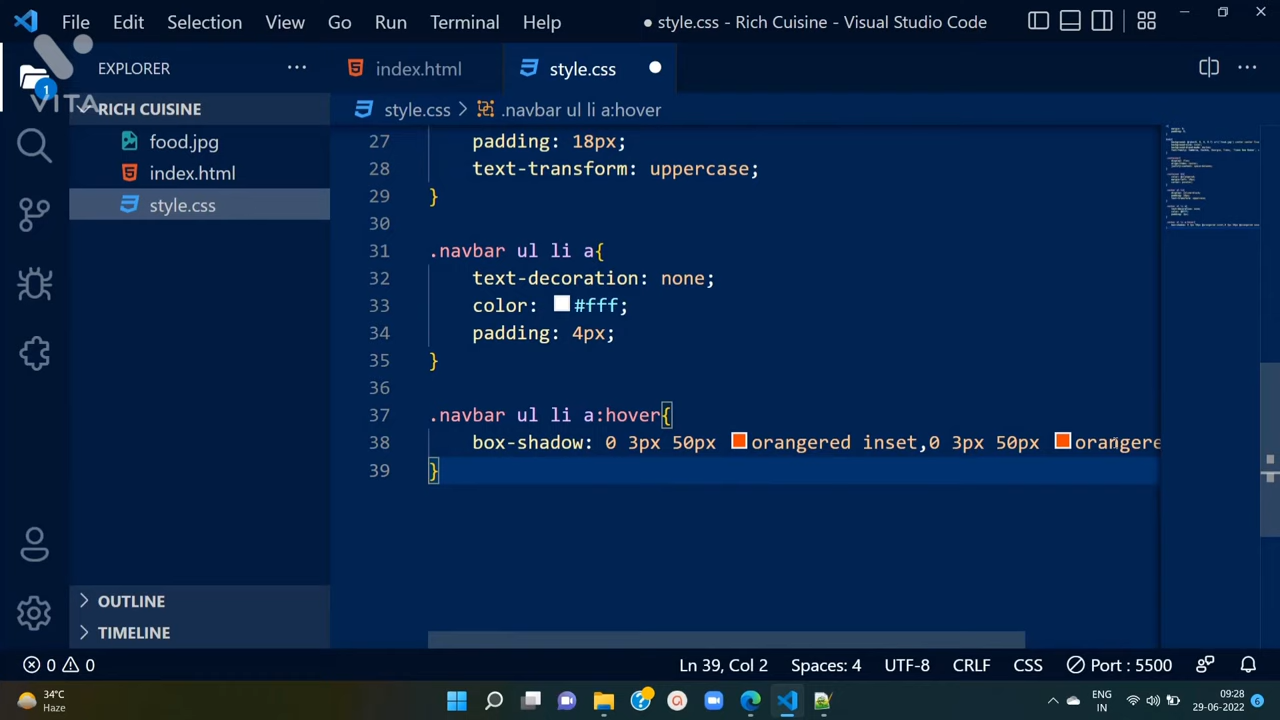 File Edit Selection View Go Run Terminal Help
● style.css - Rich Cuisine - Visual Studio Code
VITA
1
EXPLORER
RICH CUISINE
food.jpg
index.html
style.css
OUTLINE
TIMELINE
index.html
style.css
style.css > .navbar ul li a:hover
27 padding: 18px;
28 text-transform: uppercase;
29 }
30
31 .navbar ul li a{
32 text-decoration: none;
33 color: #fff;
34 padding: 4px;
35 }
36
37 .navbar ul li a:hover{
38 box-shadow: 0 3px 50px orangered inset,0 3px 50px orangere
39 }
0 0
Ln 39, Col 2 Spaces: 4 UTF-8 CRLF CSS Port : 5500
34°C
Haze
ENG
IN
09:28
29-06-2022
6